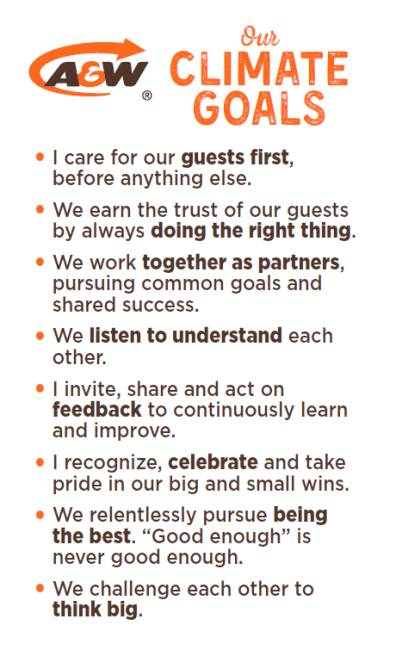 Our
A&W
CLIMATE
®
GOALS
• I care for our guests first,
before anything else.
• We earn the trust of our guests
by always doing the right thing.
• We work together as partners,
pursuing common goals and
shared success.
• We listen to understand each
other.
• I invite, share and act on
feedback to continuously learn
and improve.
• I recognize, celebrate and take
pride in our big and small wins.
• We relentlessly pursue being
the best. “Good enough” is
never good enough.
• We challenge each other to
think big.